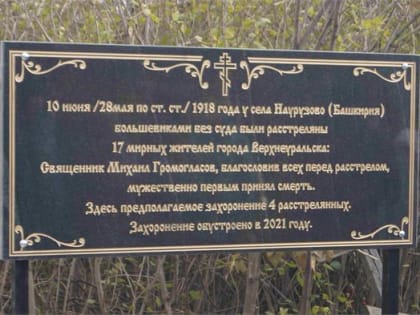 10 июня /28мая по ст. ст./ 1918 года у села Наурузово (Башкирия)
большевиками без суда были расстреляны
17 мирных жителей города Верхнеуральска:
Священник Михаил Громогласов, благословив всех перед расстрелом,
мужественно первым принял смерть.
Здесь предполагаемое захоронение 4 расстрелянных.
Захоронение обустроено в 2021 году.